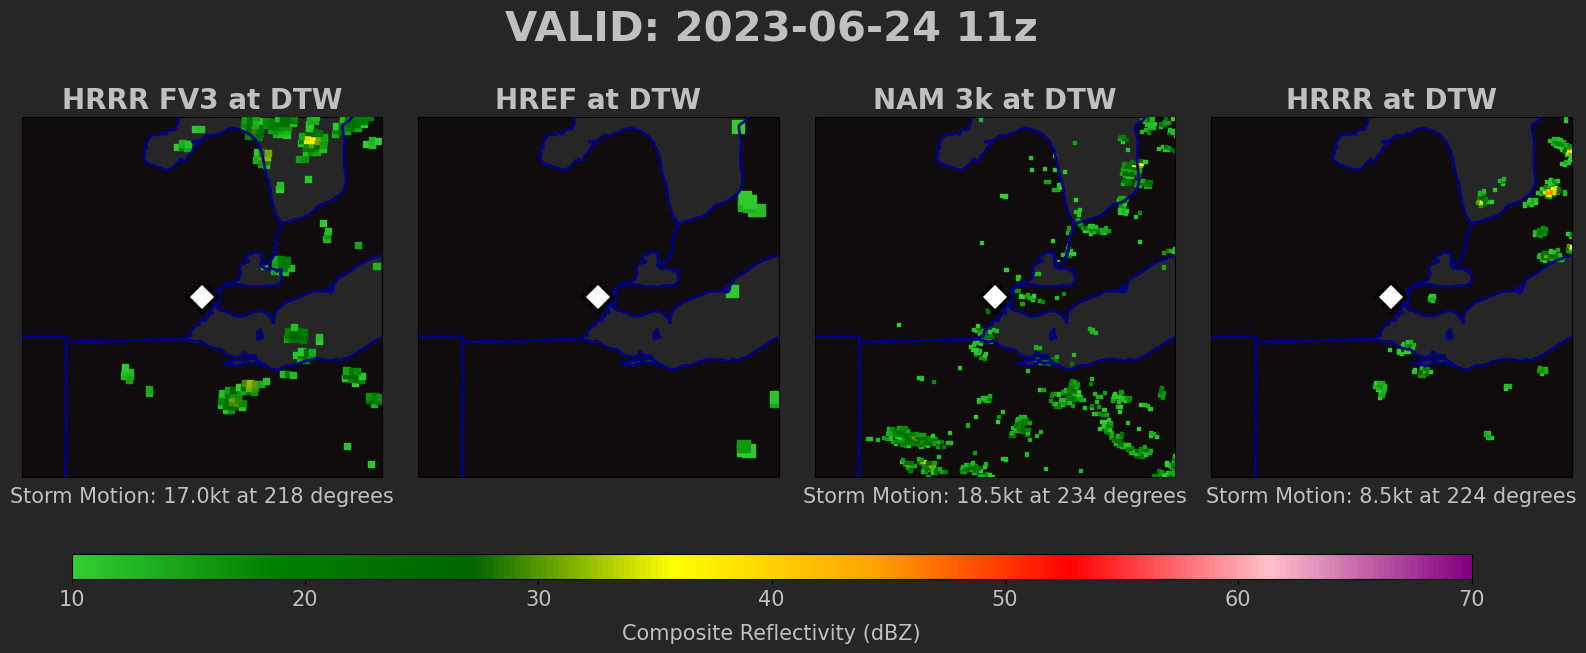 VALID: 2023-06-24 11z
HRRR FV3 at DTW
HREF at DTW
NAM 3k at DTW
HRRR at DTW
Storm Motion: 17.0kt at 218 degrees
Storm Motion: 18.5kt at 234 degrees
Storm Motion: 8.5kt at 224 degrees
10 20 30 40 50 60 70
Composite Reflectivity (dBZ)